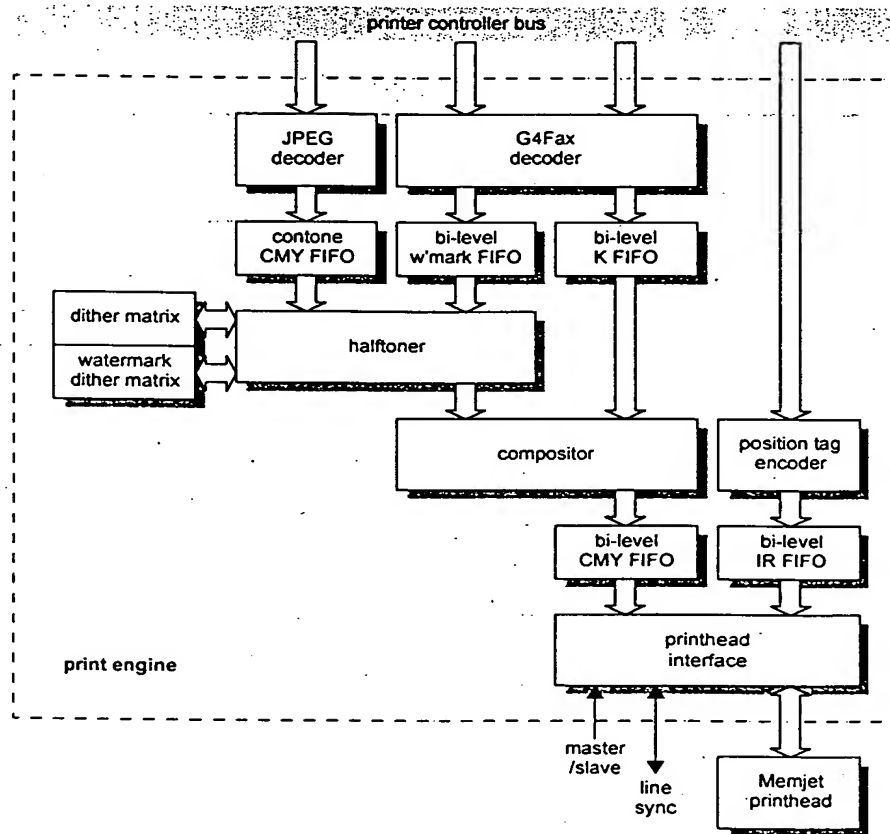 printer controller bus
JPEG
decoder
G4Fax
decoder
contone
CMY FIFO
bi-level
w'mark FIFO
bi-level
K FIFO
dither matrix
watermark
dither matrix
halftoner
compositor
position tag
encoder
bi-level
CMY FIFO
bi-level
IR FIFO
printhead
interface
print engine
master
/slave
line
sync
Memjet
printhead